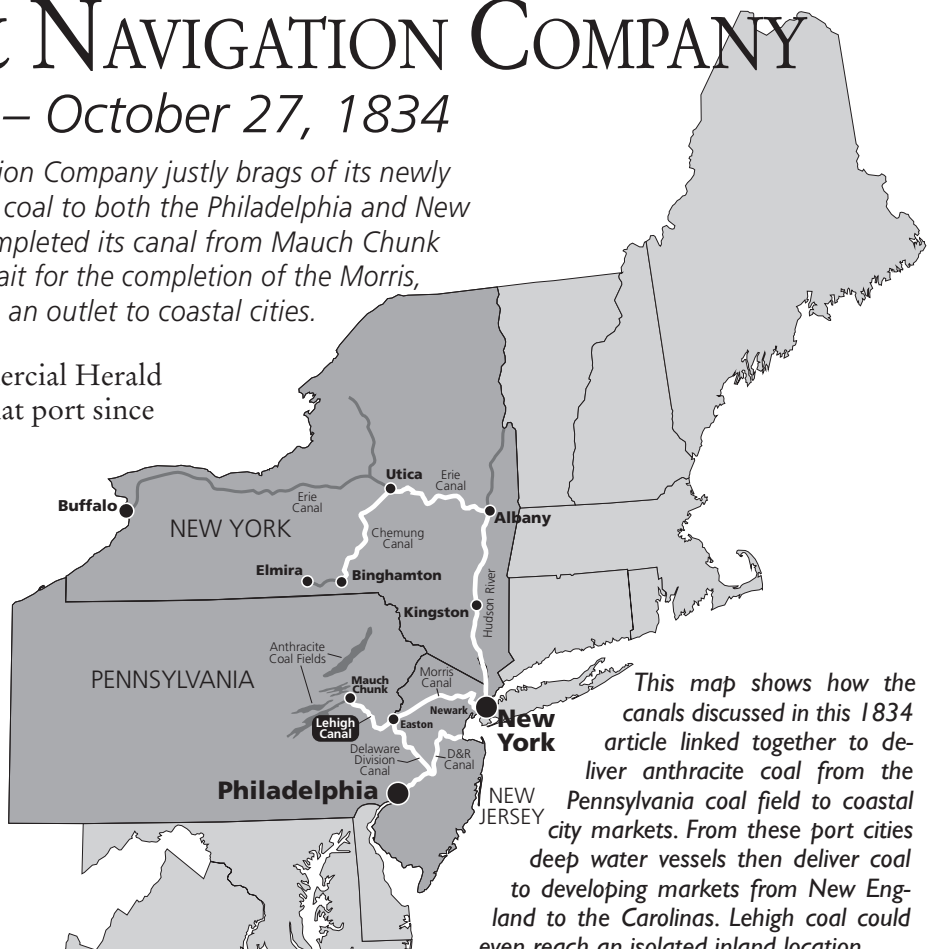 NAVIGATION COMPANY
– October 27, 1834
ion Company justly brags of its newly
coal to both the Philadelphia and New
mpleted its canal from Mauch Chunk
ait for the completion of the Morris,
an outlet to coastal cities.
ercial Herald
at port since
Utica
Erie
Canal
Buffalo
Erie
Canal
Albany
NEW YORK
Chemung
Canal
Elmira
Binghamton
Kingston
Hudson River
Anthracite
Coal Fields
PENNSYLVANIA
Mauch
Chunk
Morris
Canal
Newark
Lehigh
Canal
Easton
New
York
Delaware
Division
Canal
D&R
Canal
Philadelphia
NEW
JERSEY
This map shows how the
canals discussed in this 1834
article linked together to de-
liver anthracite coal from the
Pennsylvania coal field to coastal
city markets. From these port cities
deep water vessels then deliver coal
to developing markets from New Eng-
land to the Carolinas. Lehigh coal could
even reach an isolated inland location